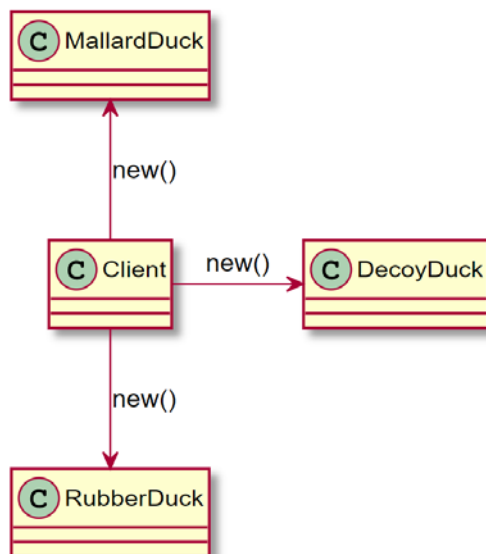 C MallardDuck
new()
C Client
new()
C DecoyDuck
new()
C RubberDuck